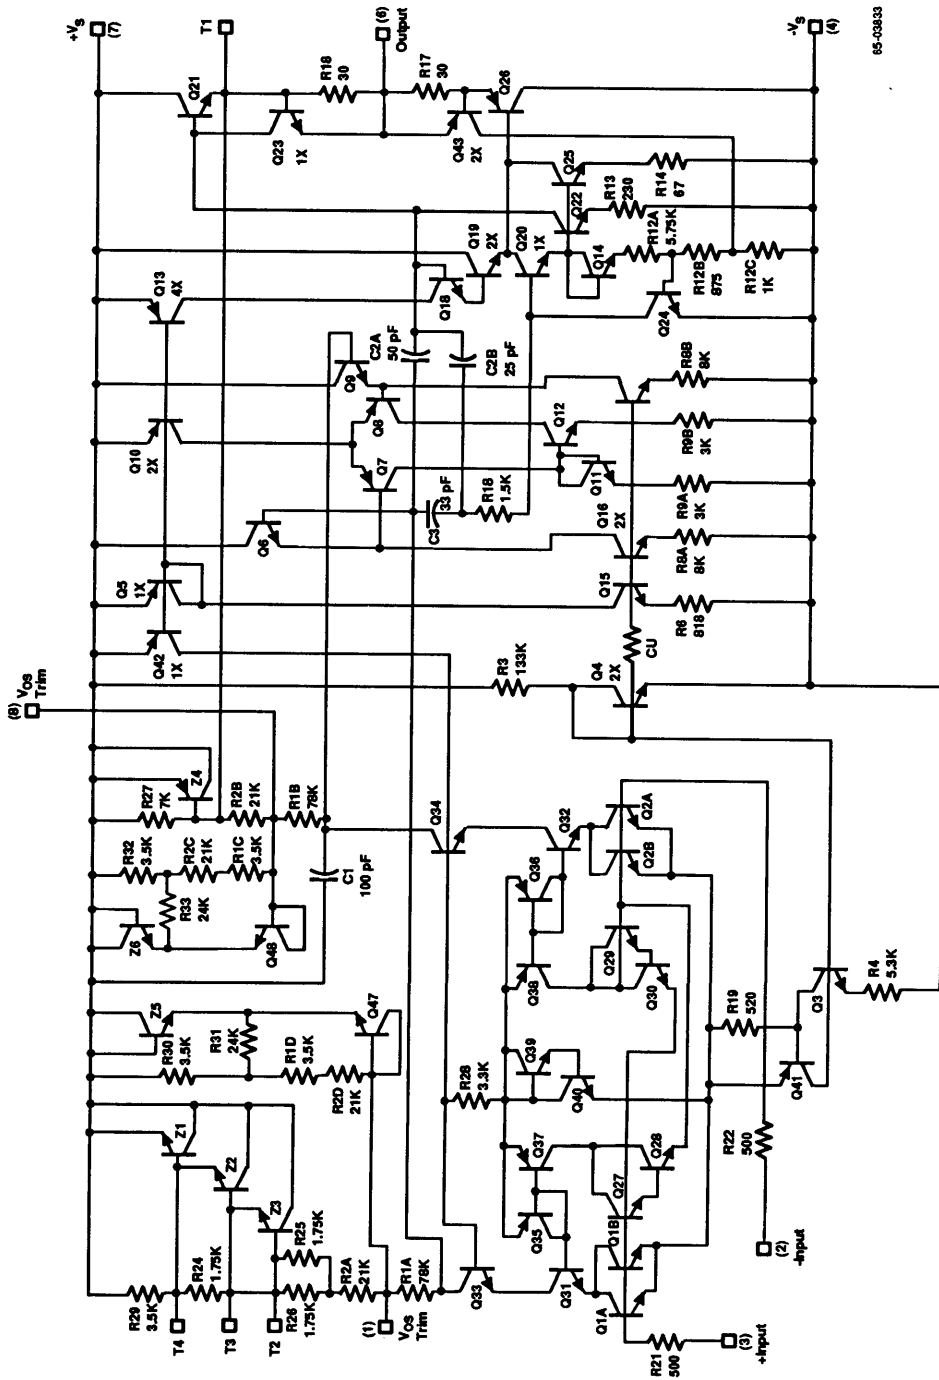 +VS
(7)
T1
(6)
Output
-VS
(4)
65-03833
(8) VOS
Trim
Q21
Q23
1X
R18
30
R17
30
Q43
2X
Q26
Q13
4X
Q18
Q19
2X
Q20
1X
Q25
Q22
R13
230
R14
67
Q14
R12A
5.75K
R12B
875
R12C
1K
Q24
Q10
2X
Q9
C2A
50 pF
C2B
25 pF
Q8
Q7
Q12
Q11
R8B
8K
R9B
3K
R9A
3K
Q6
C3
33 pF
R18
1.5K
Q16
2X
R8A
8K
Q5
1X
Q15
R6
818
Q42
1X
R3
133K
Q4
2X
CU
R27
7K
Z4
R2B
21K
R1B
78K
R32
3.5K
R2C
21K
R1C
3.5K
R33
24K
Z6
Q48
C1
100 pF
Q34
Q32
Q36
Q2A
Q2B
Q38
Q29
Q30
R19
520
Q3
R4
5.3K
Q41
Z5
R30
3.5K
R31
24K
R1D
3.5K
R2D
21K
Q47
R28
3.3K
Q39
Q40
Z1
Z2
Z3
R25
1.75K
R29
3.5K
R24
1.75K
R26
1.75K
R2A
21K
R1A
78K
T4
T3
T2
(1)
VOS
Trim
Q33
Q37
Q35
Q31
Q28
Q27
Q1B
Q1A
R22
500
R21
500
(2)
-Input
(3)
+Input